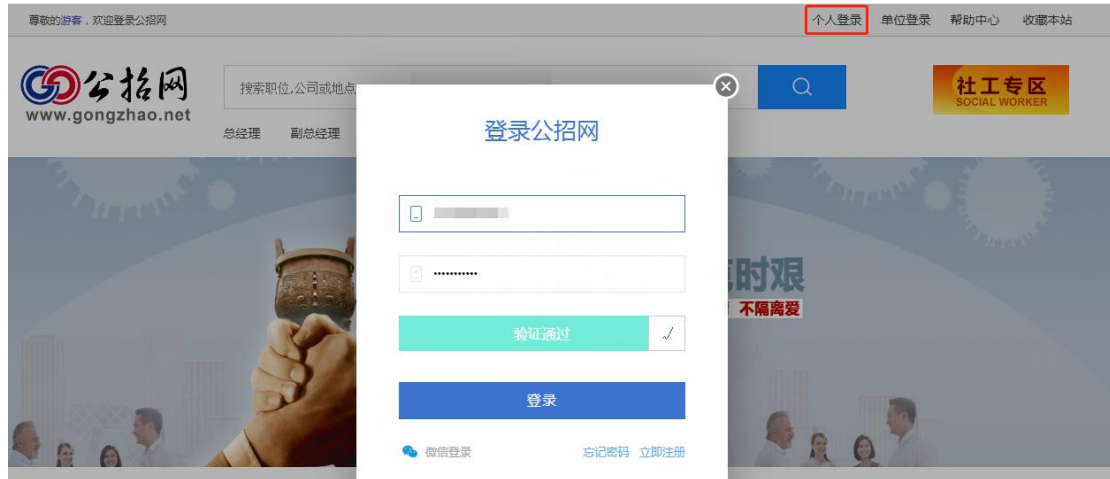 尊敬的游客，欢迎登录公招网
个人登录 单位登录 帮助中心 收藏本站
公招网
www.gongzhao.net
搜索职位,公司或地点
社工专区
SOCIAL WORKER
总经理 副总经理
登录公招网
•••••••••••
验证通过
登录
微信登录
忘记密码 立即注册
时艰
不隔离爱